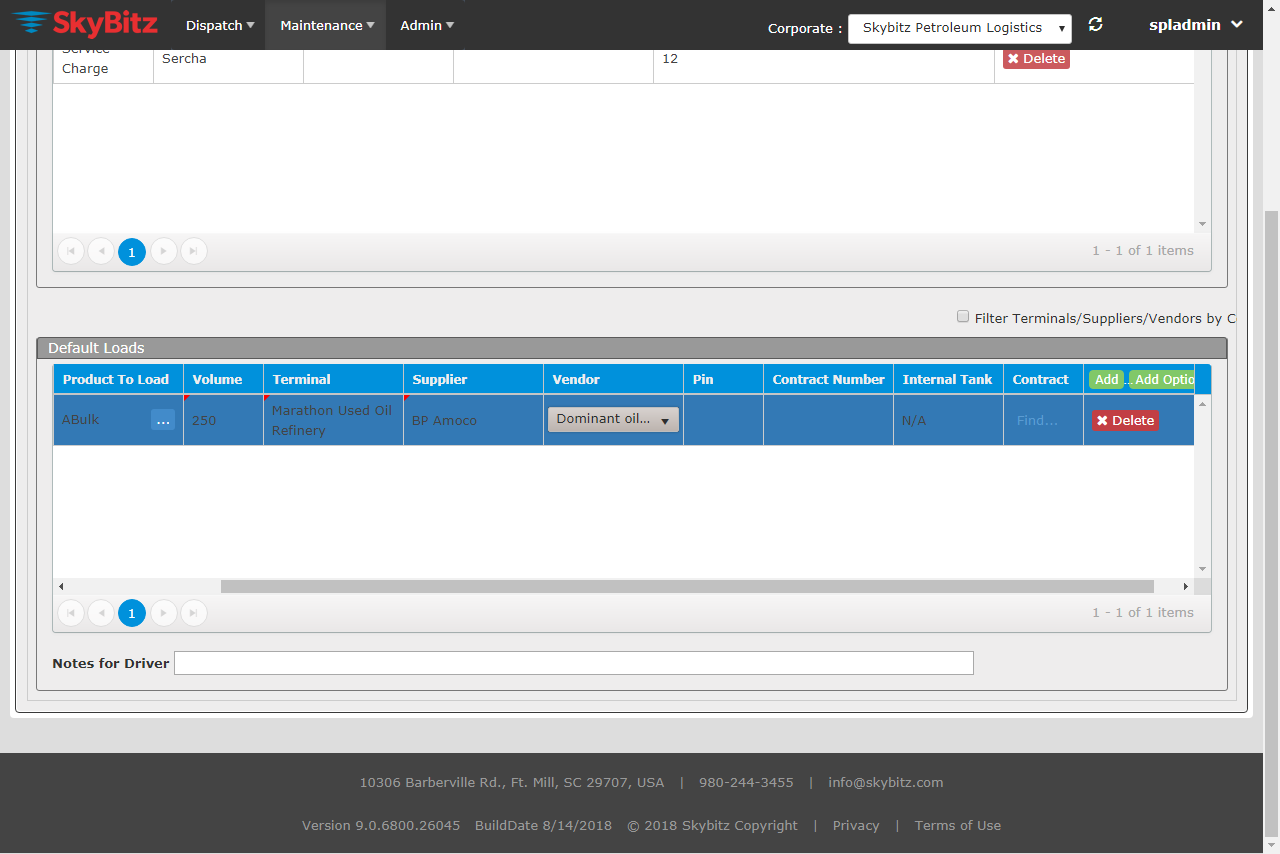 SkyBitz
Dispatch
Maintenance
Admin
Corporate :
Skybitz Petroleum Logistics
spladmin
Service
Charge
Sercha
12
Delete
1
1 - 1 of 1 items
Filter Terminals/Suppliers/Vendors by C
Default Loads
Product To Load
Volume
Terminal
Supplier
Vendor
Pin
Contract Number
Internal Tank
Contract
Add
...
Add Optio
ABulk
...
250
Marathon Used Oil
Refinery
BP Amoco
Dominant oil...
N/A
Find...
Delete
1
1 - 1 of 1 items
Notes for Driver
10306 Barberville Rd., Ft. Mill, SC 29707, USA | 980-244-3455 | info@skybitz.com
Version 9.0.6800.26045 BuildDate 8/14/2018 © 2018 Skybitz Copyright | Privacy | Terms of Use